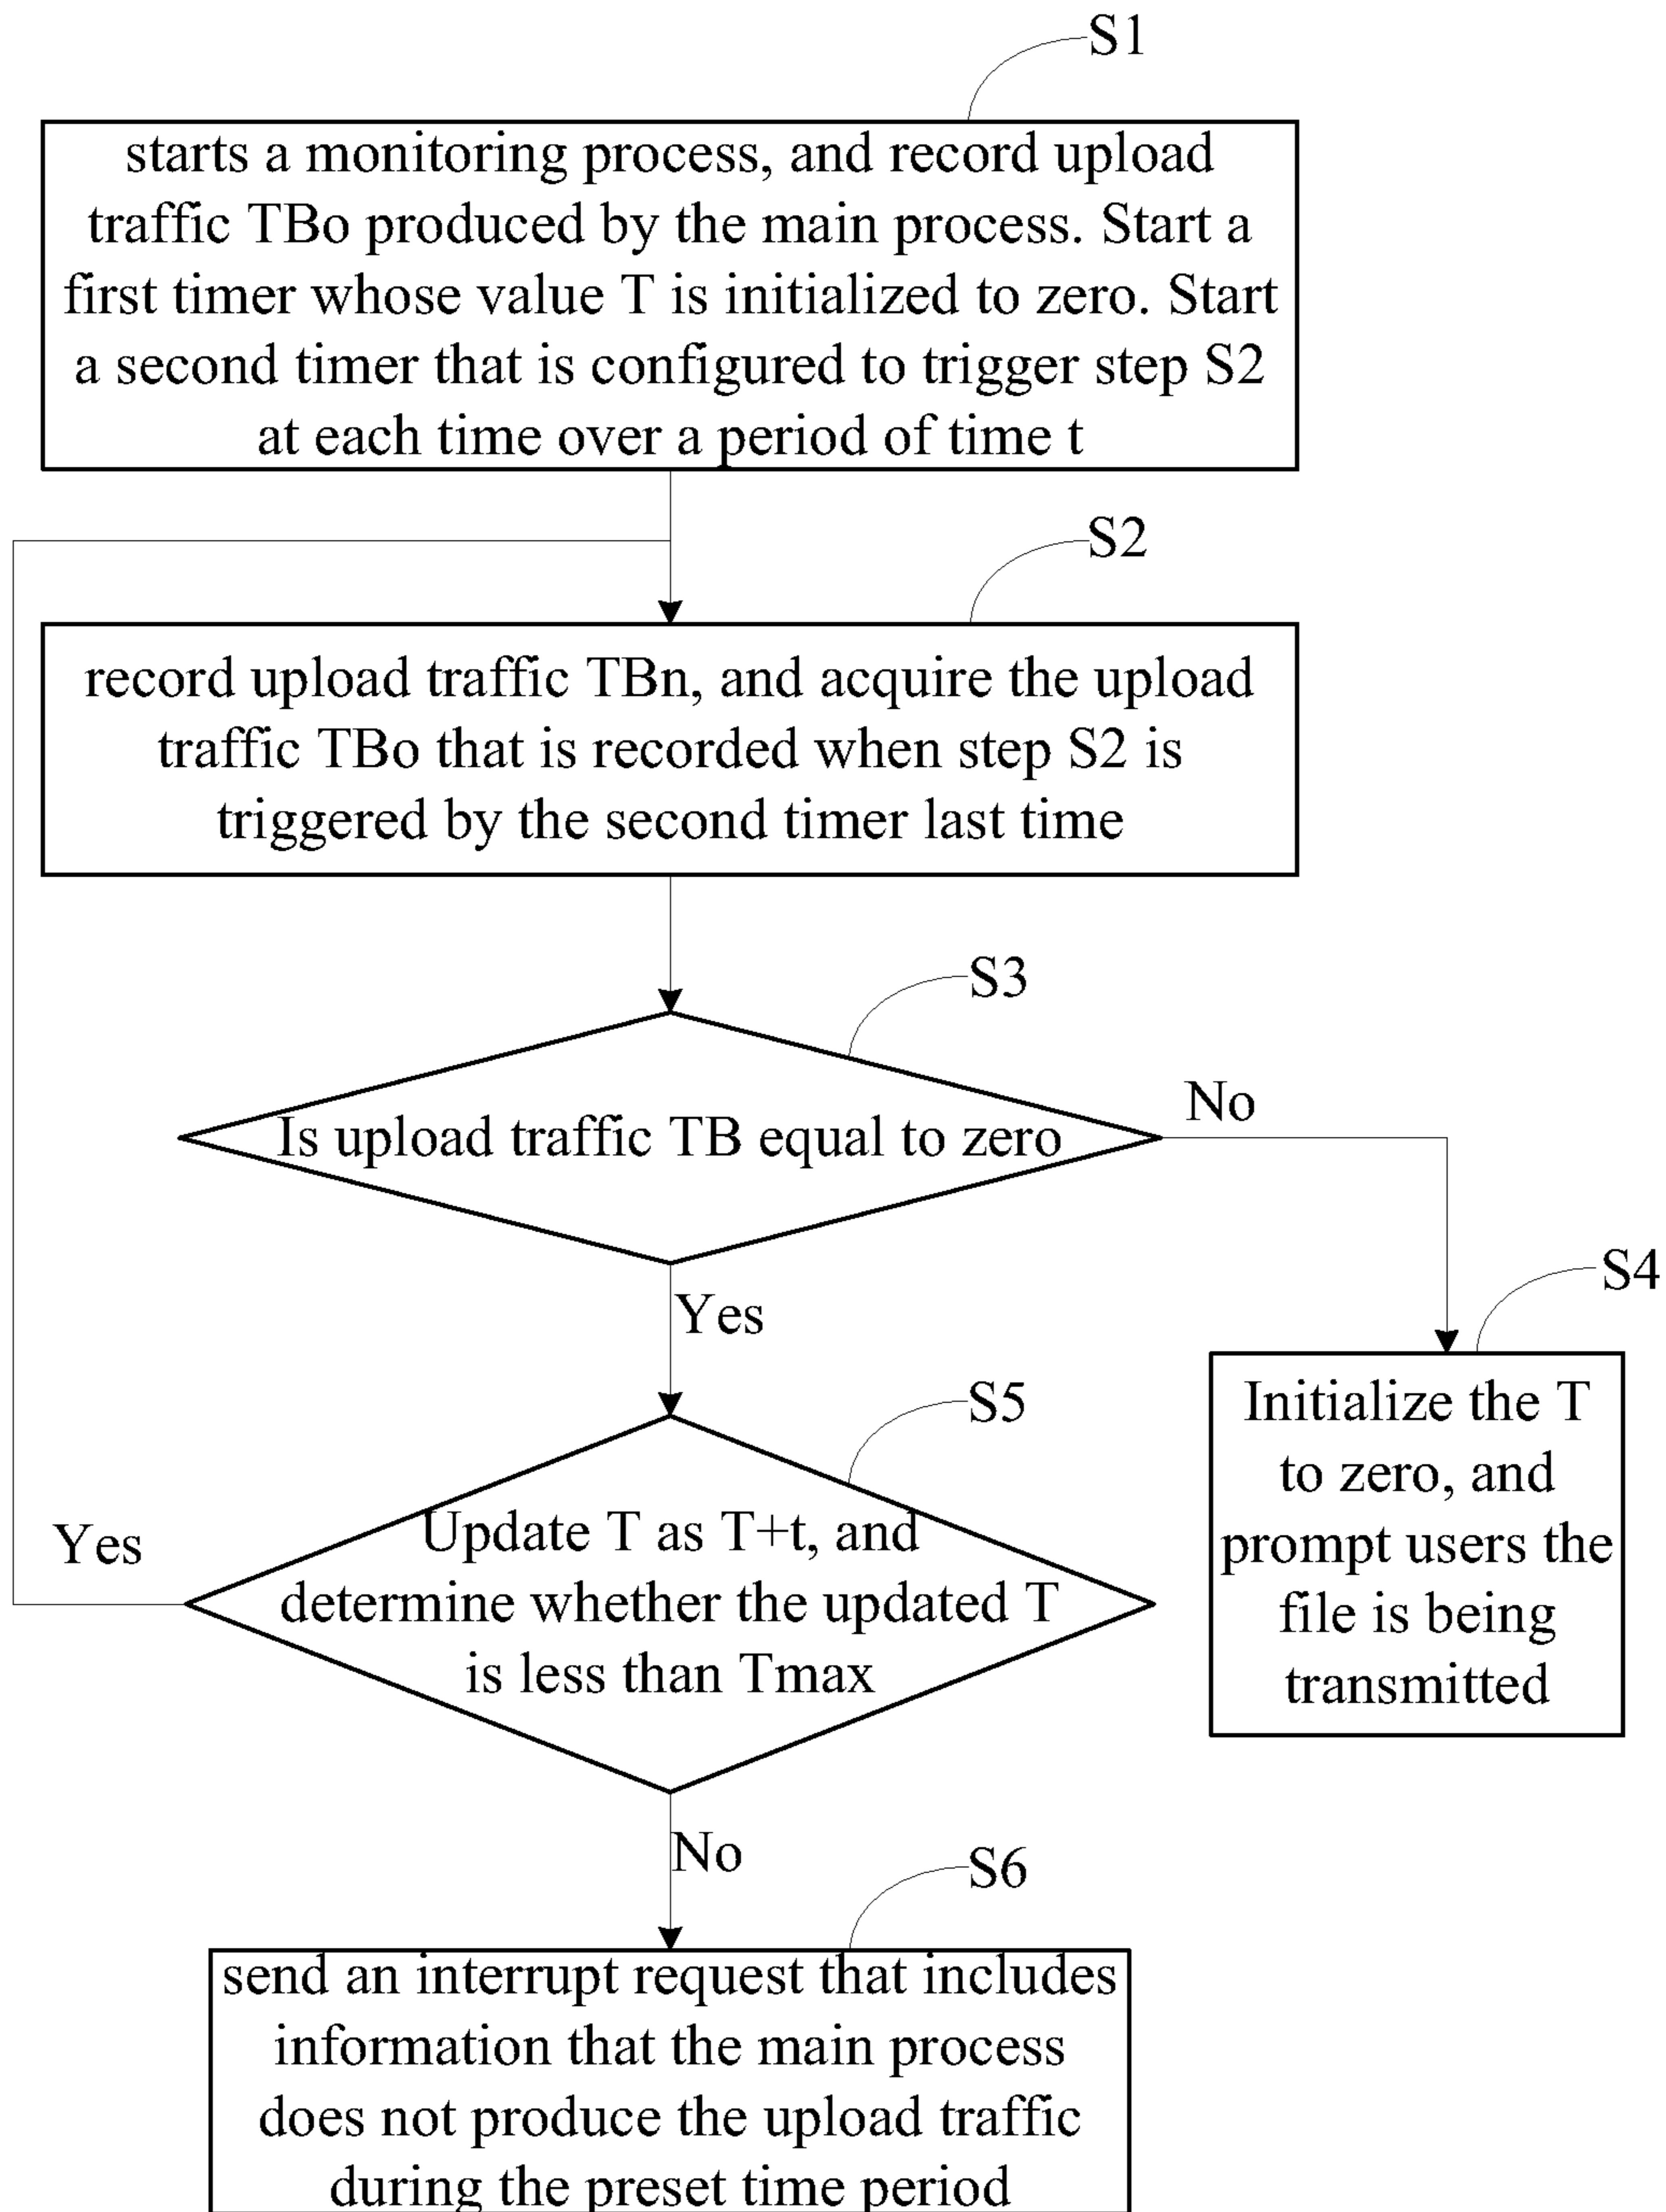 S1
starts a monitoring process, and record upload
traffic TBo produced by the main process. Start a
first timer whose value T is initialized to zero. Start
a second timer that is configured to trigger step S2
at each time over a period of time t
S2
record upload traffic TBn, and acquire the upload
traffic TBo that is recorded when step S2 is
triggered by the second timer last time
S3
Is upload traffic TB equal to zero
No
Yes
S4
Initialize the T
to zero, and
prompt users the
file is being
transmitted
S5
Update T as T+t, and
determine whether the updated T
is less than Tmax
Yes
No
S6
send an interrupt request that includes
information that the main process
does not produce the upload traffic
during the preset time period